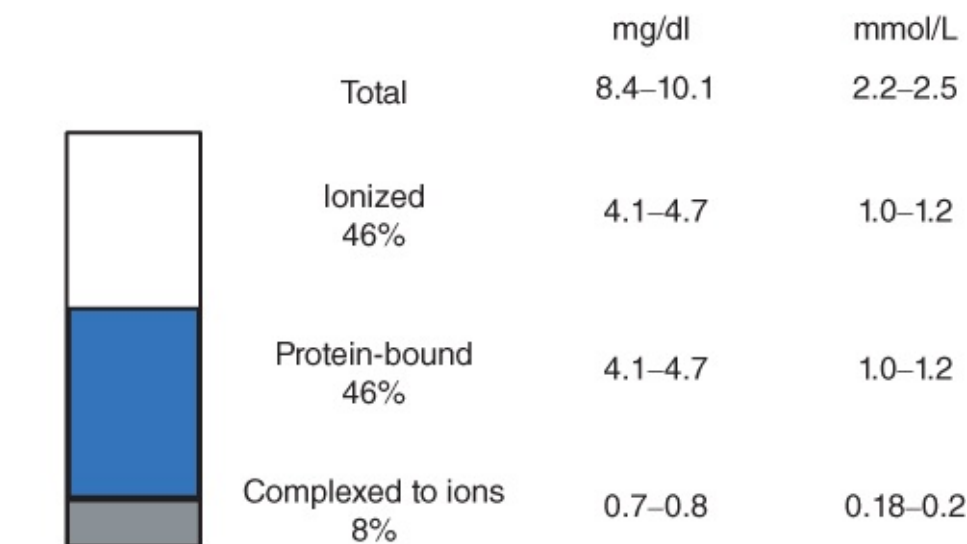 mg/dl mmol/L
Total 8.4–10.1 2.2–2.5
Ionized
46% 4.1–4.7 1.0–1.2
Protein-bound
46% 4.1–4.7 1.0–1.2
Complexed to ions
8% 0.7–0.8 0.18–0.2